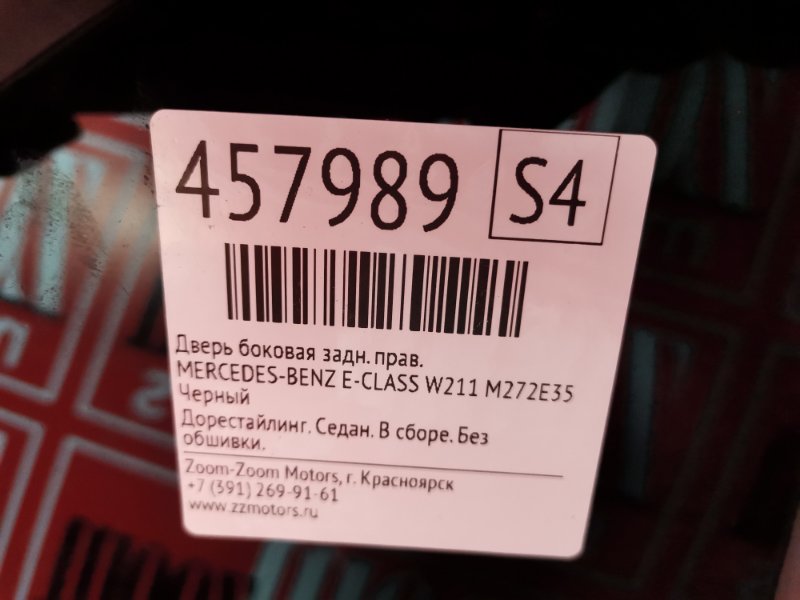 457989 S4
Дверь боковая задн. прав.
MERCEDES-BENZ E-CLASS W211 M272E35
Черный
Дорестайлинг. Седан. В сборе. Без
обшивки.
Zoom-Zoom Motors, г. Красноярск
+7 (391) 269-91-61
www.zzmotors.ru